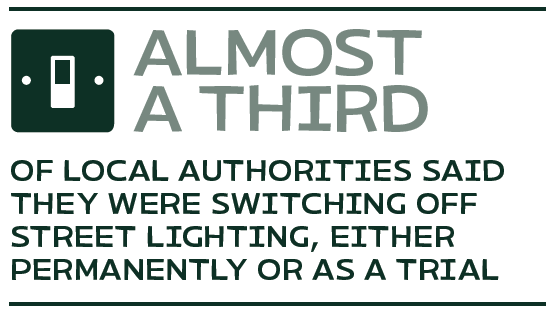 ALMOST
A THIRD
OF LOCAL AUTHORITIES SAID
THEY WERE SWITCHING OFF
STREET LIGHTING, EITHER
PERMANENTLY OR AS A TRIAL